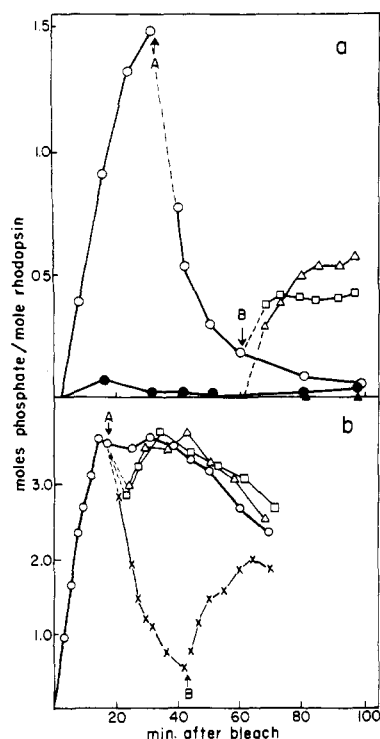 1.5
a
A
1.0
0.5
B
moles phosphate/mole rhodopsin
A
b
3.0
2.0
1.0
B
20 40 60 80 100
min. after bleach